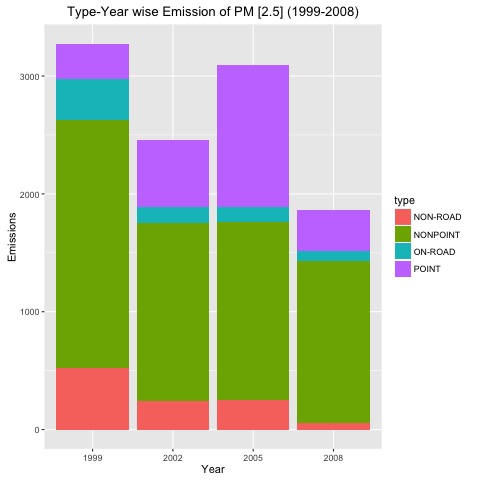 Type-Year wise Emission of PM [2.5] (1999-2008)
3000
2000
1000
0
Emissions
1999 2002 2005 2008
Year
type
NON-ROAD
NONPOINT
ON-ROAD
POINT